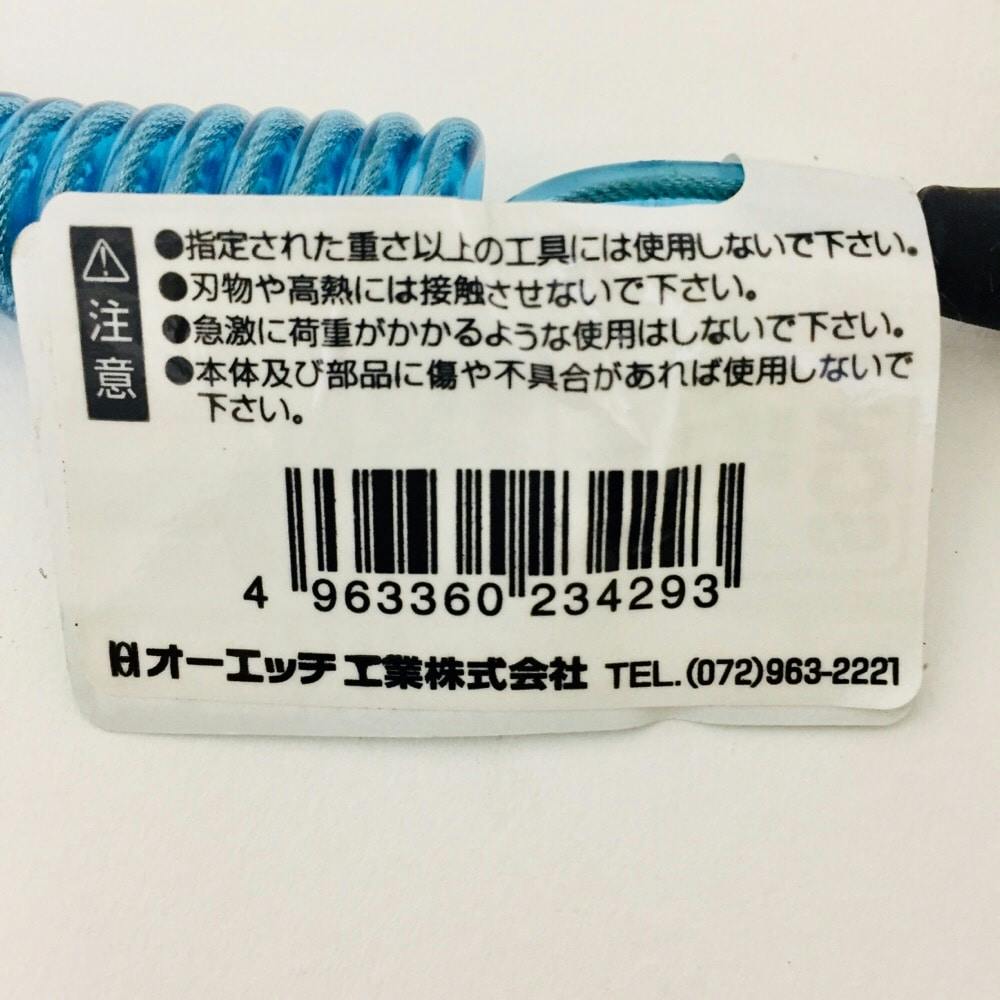 注意
●指定された重さ以上の工具には使用しないで下さい。
●刃物や高熱には接触させないで下さい。
●急激に荷重がかかるような使用はしないで下さい。
●本体及び部品に傷や不具合があれば使用しないで
下さい。
4 963360 234293
オーエッチ工業株式会社 TEL.(072)963-2221